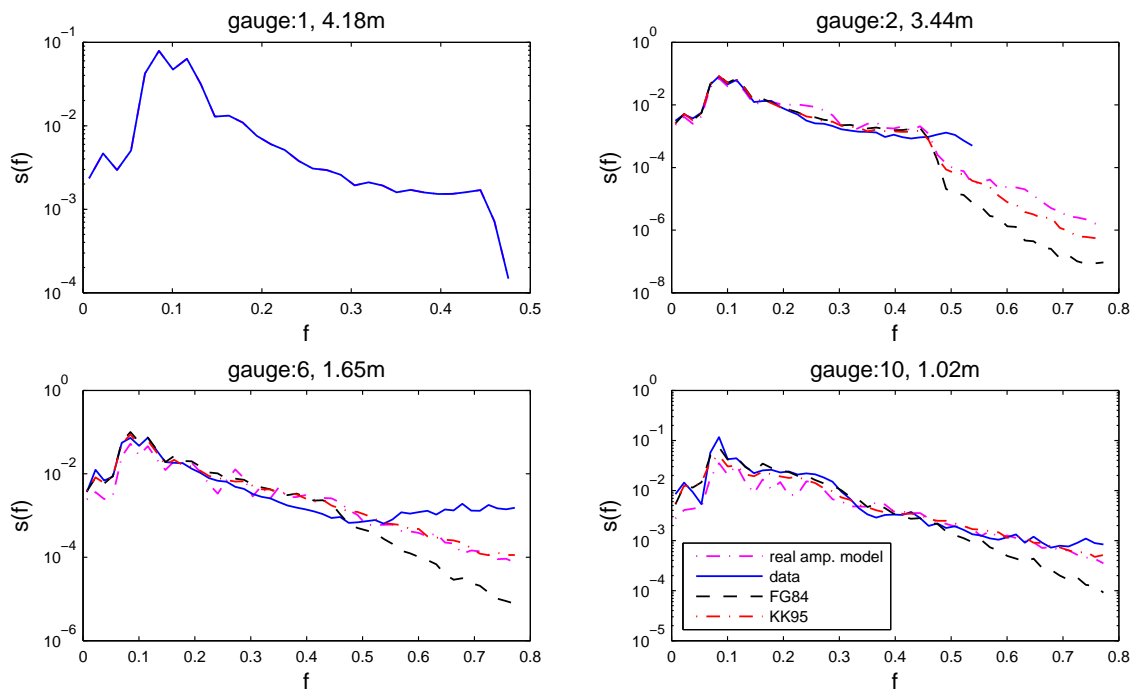 gauge:1, 4.18m
10^−1
10^−2
10^−3
10^−4
s(f)
0 0.1 0.2 0.3 0.4 0.5
f
gauge:2, 3.44m
10^0
10^−2
10^−4
10^−6
10^−8
s(f)
0 0.1 0.2 0.3 0.4 0.5 0.6 0.7 0.8
f
gauge:6, 1.65m
10^0
10^−2
10^−4
10^−6
s(f)
0 0.1 0.2 0.3 0.4 0.5 0.6 0.7 0.8
f
gauge:10, 1.02m
10^0
10^−1
10^−2
10^−3
10^−4
10^−5
s(f)
real amp. model
data
FG84
KK95
0 0.1 0.2 0.3 0.4 0.5 0.6 0.7 0.8
f